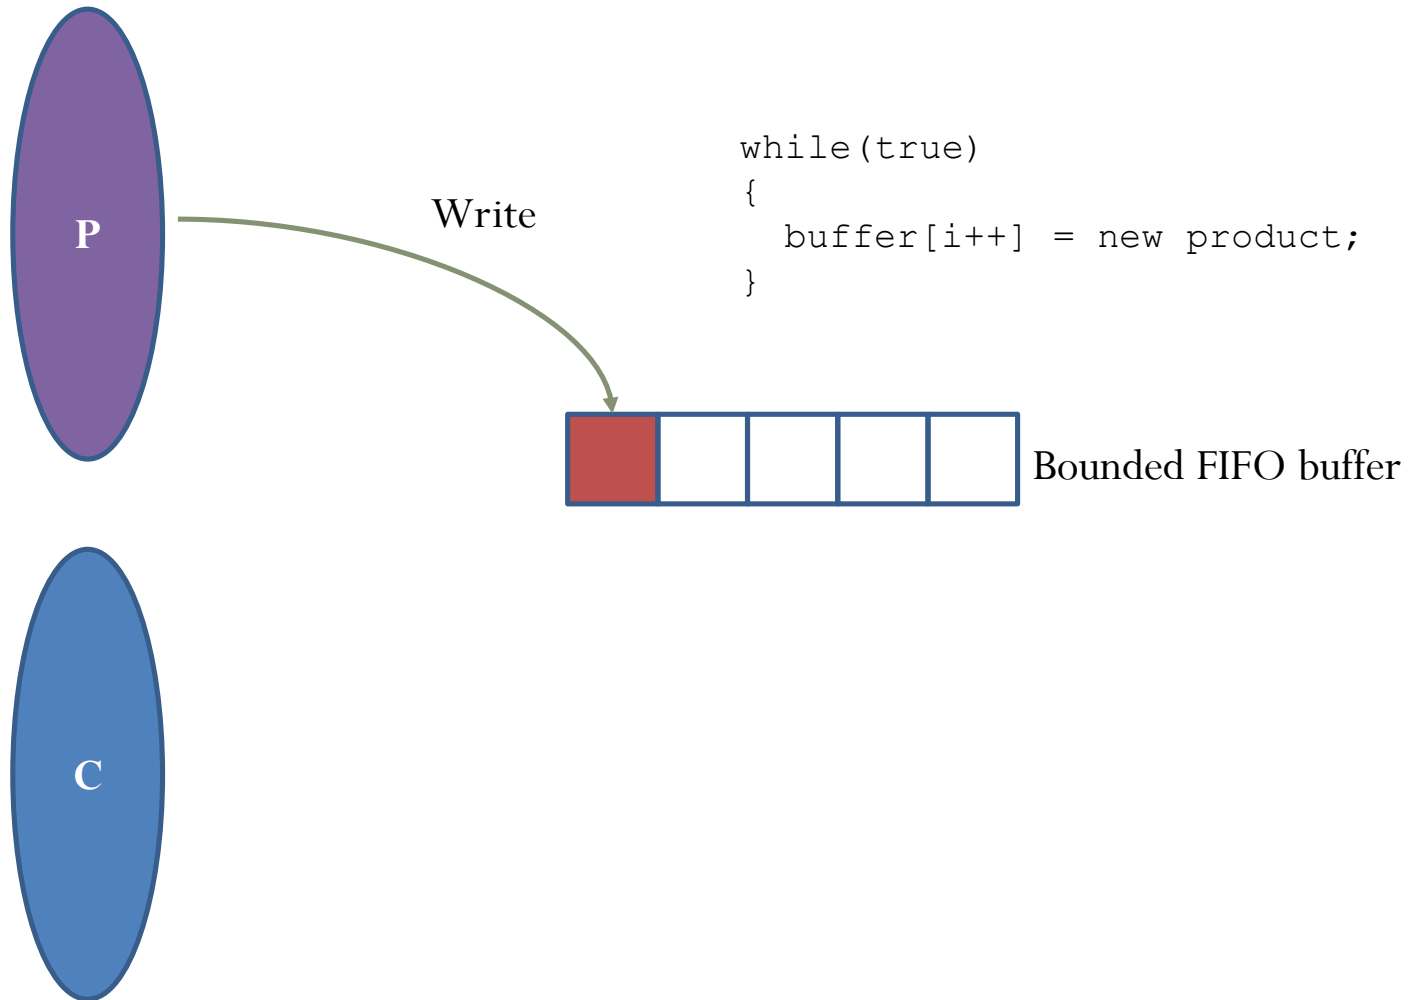 while(true)
{
Write
P
buffer[i++] = new product;
}
Bounded FIFO buffer
C